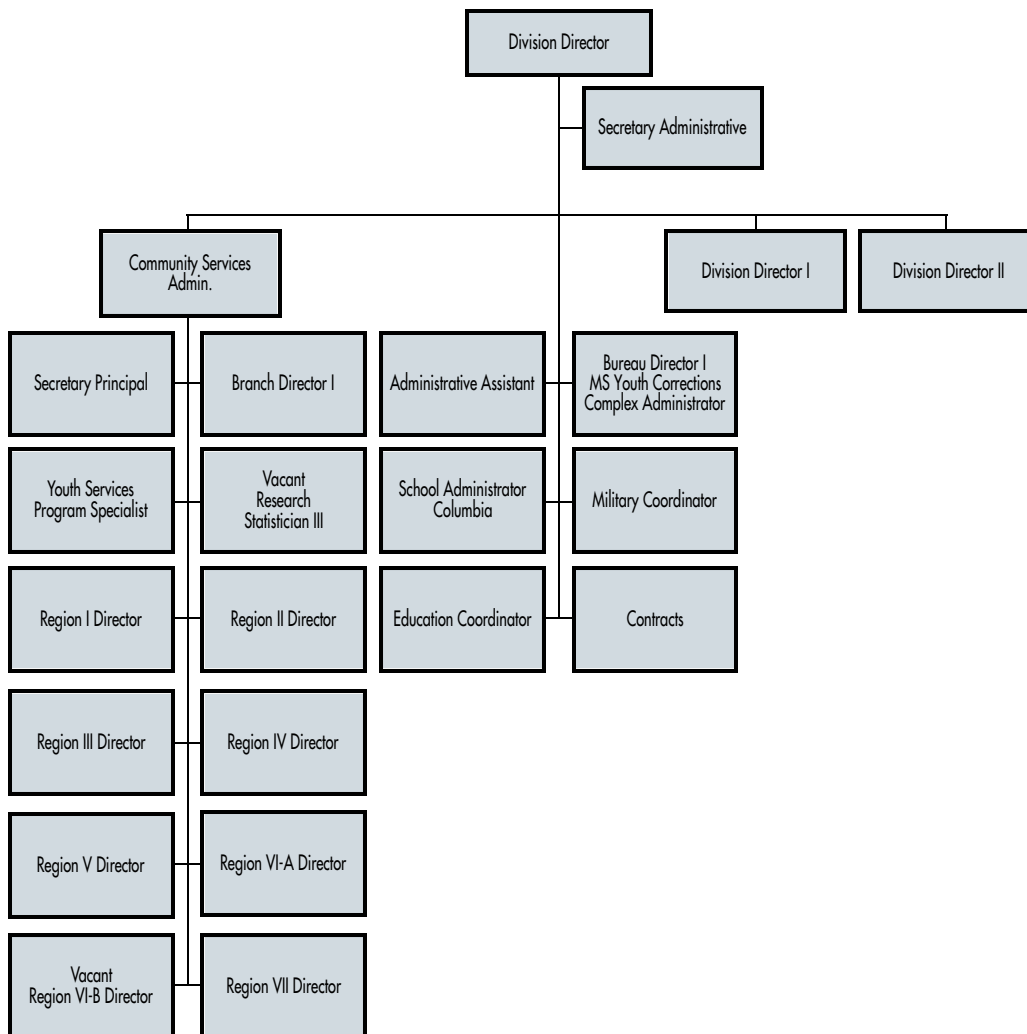 Division Director
Secretary Administrative
Community Services
Admin.
Division Director I
Division Director II
Secretary Principal
Branch Director I
Administrative Assistant
Bureau Director I
MS Youth Corrections
Complex Administrator
Youth Services
Program Specialist
Vacant
Research
Statistician III
School Administrator
Columbia
Military Coordinator
Region I Director
Region II Director
Education Coordinator
Contracts
Region III Director
Region IV Director
Region V Director
Region VI-A Director
Vacant
Region VI-B Director
Region VII Director